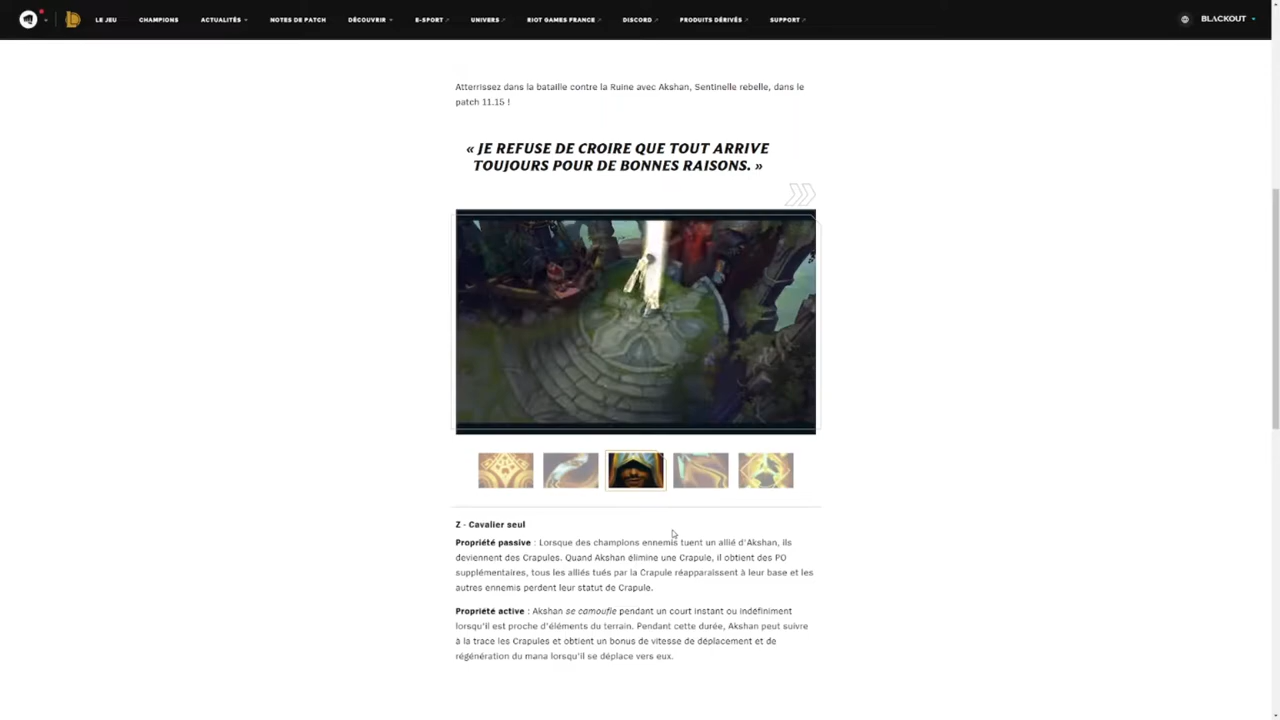 LE JEU CHAMPIONS ACTUALITÉS NOTES DE PATCH DÉCOUVRIR E-SPORT UNIVERS RIOT GAMES FRANCE DISCORD PRODUITS DÉRIVÉS SUPPORT BLACKOUT
Atterrissez dans la bataille contre la Ruine avec Akshan, Sentinelle rebelle, dans le
patch 11.15 !
« JE REFUSE DE CROIRE QUE TOUT ARRIVE
TOUJOURS POUR DE BONNES RAISONS. »
Z - Cavalier seul
Propriété passive : Lorsque des champions ennemis tuent un allié d'Akshan, ils
deviennent des Crapules. Quand Akshan élimine une Crapule, il obtient des PO
supplémentaires, tous les alliés tués par la Crapule réapparaissent à leur base et les
autres ennemis perdent leur statut de Crapule.
Propriété active : Akshan se camoufle pendant un court instant ou indéfiniment
lorsqu'il est proche d'éléments du terrain. Pendant cette durée, Akshan peut suivre
à la trace les Crapules et obtient un bonus de vitesse de déplacement et de
régénération du mana lorsqu'il se déplace vers eux.